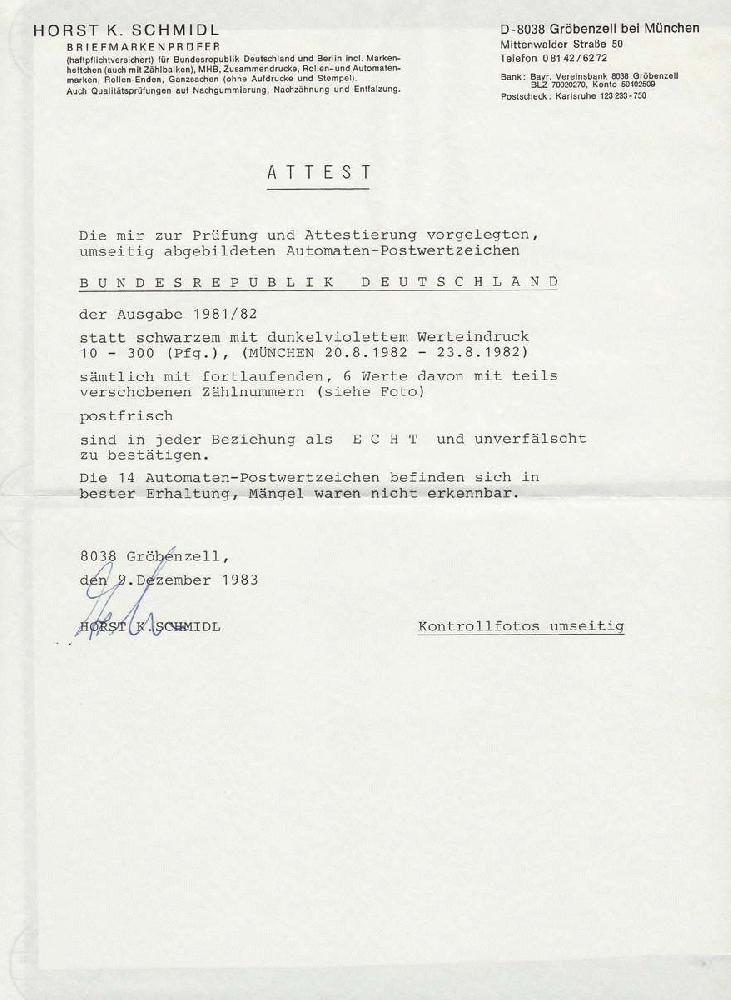 HORST K. SCHMIDL
BRIEFMARKENPRÜFER
(haftpflichtversichert) für Bundesrepublik Deutschland und Berlin incl. Marken-
heftchen (auch mit Zählbalken), MHB, Zusammendrucke, Rollen- und Automaten-
marken, Rollen-Enden, Ganzsachen (ohne Aufdrucke und Stempel).
Auch Qualitätsprüfungen auf Nachgummierung, Nachzähnung und Entfalzung.
D-8038 Gröbenzell bei München
Mittenwalder Straße 50
Telefon 08142/6272
Bank: Bayr. Vereinsbank 8038 Gröbenzell
BLZ 70020270, Konto
Postscheck: Karlsruhe 123 233-750
ATTEST
Die mir zur Prüfung und Attestierung vorgelegten,
umseitig abgebildeten Automaten-Postwertzeichen
BUNDESREPUBLIK DEUTSCHLAND
der Ausgabe 1981/82
statt schwarzem mit dunkelviolettem Werteindruck
10 - 300 (Pfg.), (MÜNCHEN 20.8.1982 - 23.8.1982)
sämtlich mit fortlaufenden, 6 Werte davon mit teils
verschobenen Zählnummern (siehe Foto)
postfrisch
sind in jeder Beziehung als E C H T und unverfälscht
zu bestätigen.
Die 14 Automaten-Postwertzeichen befinden sich in
bester Erhaltung, Mängel waren nicht erkennbar.
8038 Gröbenzell,
den 9.Dezember 1983
HORST K.SCHMIDL
Kontrollfotos umseitig